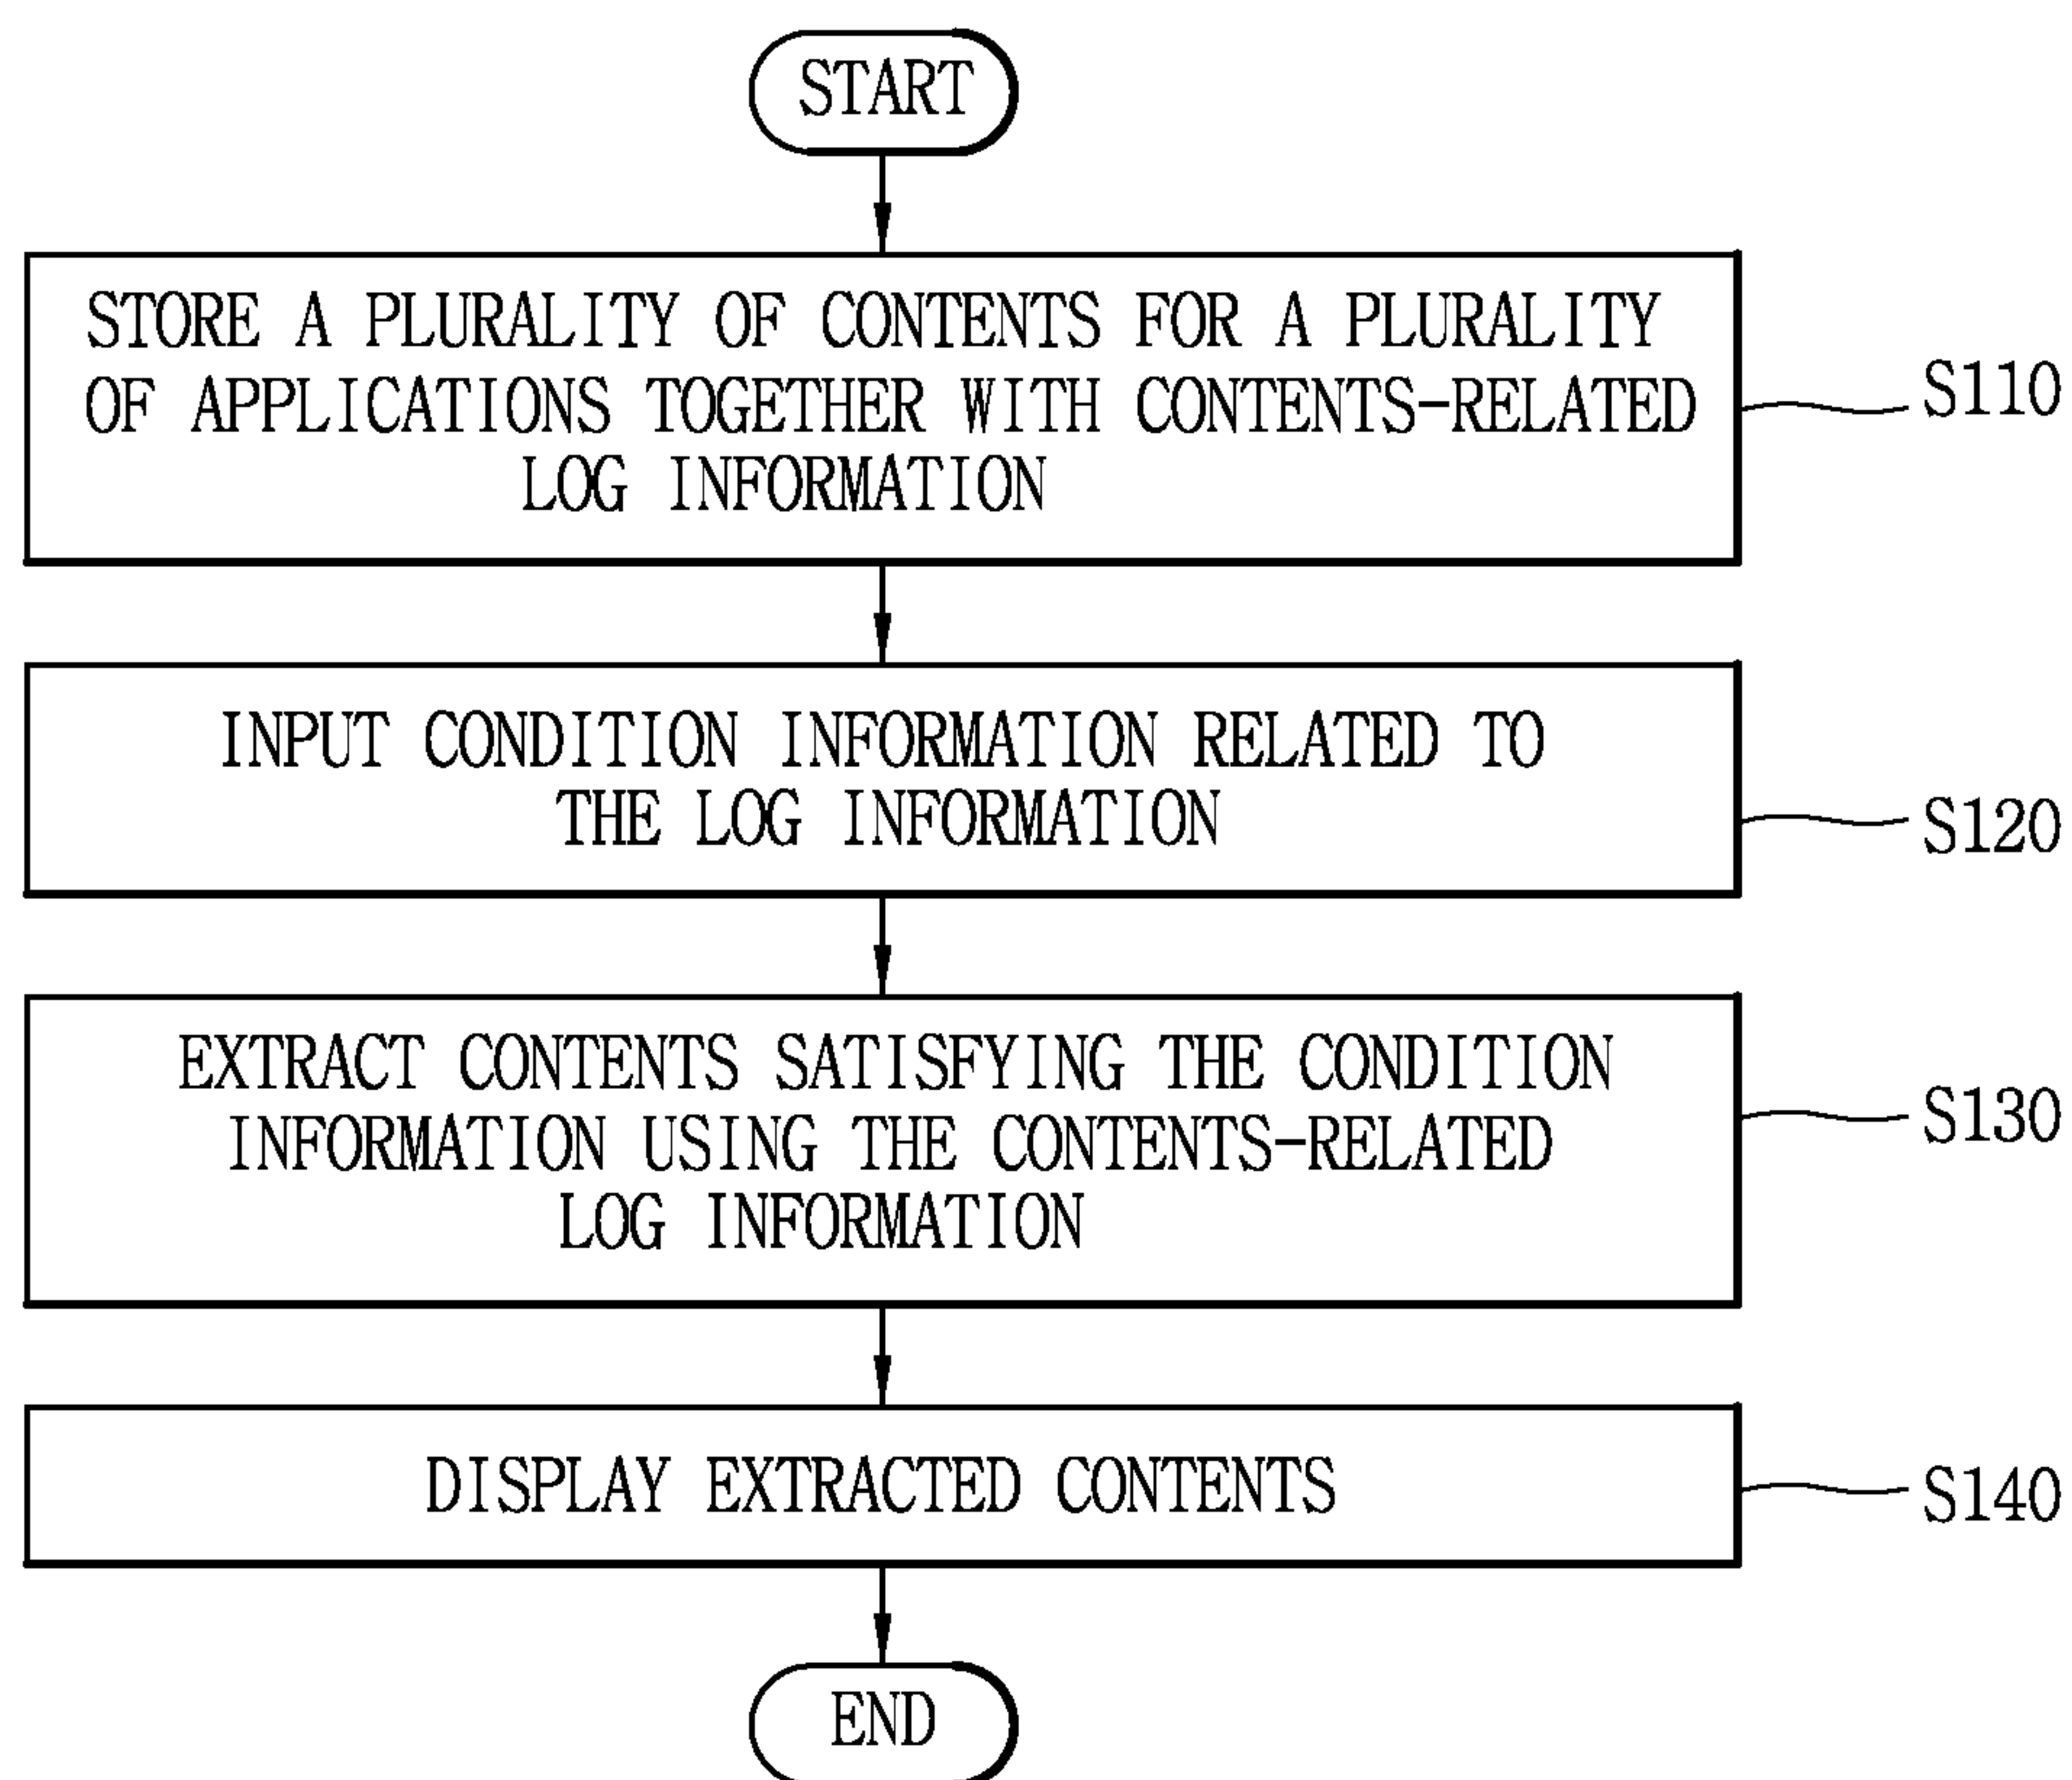 START
STORE A PLURALITY OF CONTENTS FOR A PLURALITY
OF APPLICATIONS TOGETHER WITH CONTENTS-RELATED
LOG INFORMATION
S110
INPUT CONDITION INFORMATION RELATED TO
THE LOG INFORMATION
S120
EXTRACT CONTENTS SATISFYING THE CONDITION
INFORMATION USING THE CONTENTS-RELATED
LOG INFORMATION
S130
DISPLAY EXTRACTED CONTENTS
S140
END